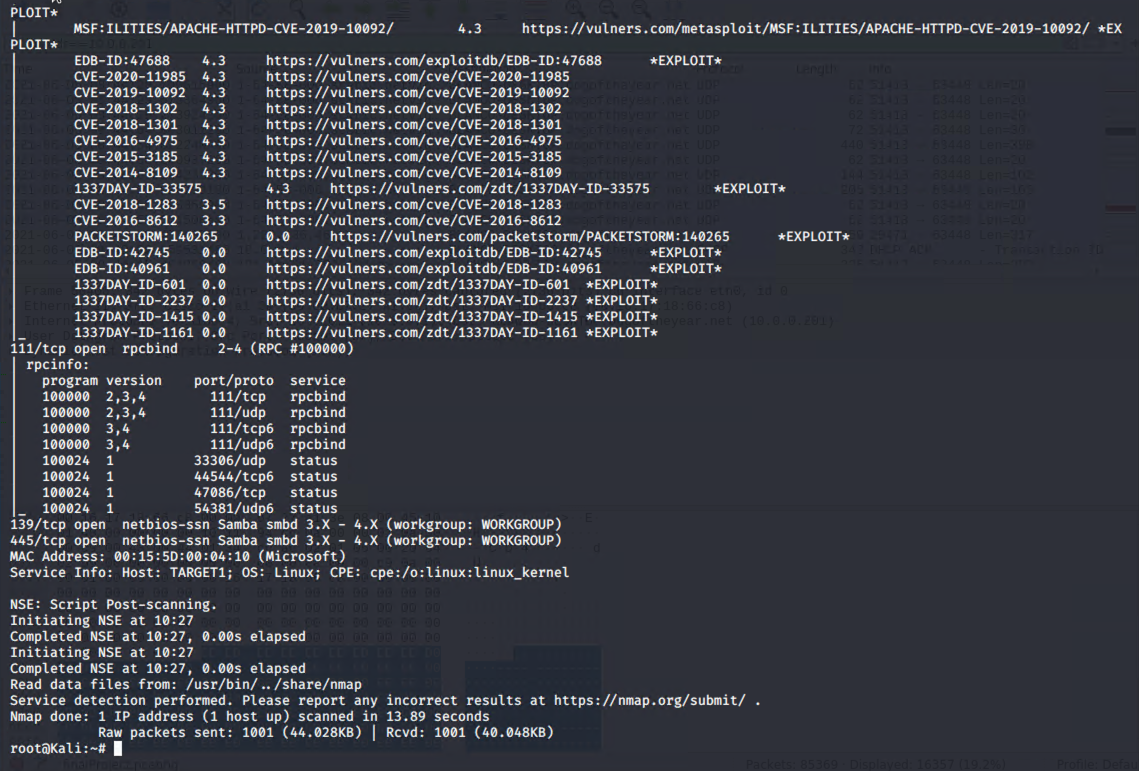 PLOIT*
|       MSF:ILITIES/APACHE-HTTPD-CVE-2019-10092/        4.3     https://vulners.com/metasploit/MSF:ILITIES/APACHE-HTTPD-CVE-2019-10092/ *EX
PLOIT*
|       EDB-ID:47688    4.3     https://vulners.com/exploitdb/EDB-ID:47688      *EXPLOIT*
|       CVE-2020-11985  4.3     https://vulners.com/cve/CVE-2020-11985
|       CVE-2019-10092  4.3     https://vulners.com/cve/CVE-2019-10092
|       CVE-2018-1302   4.3     https://vulners.com/cve/CVE-2018-1302
|       CVE-2018-1301   4.3     https://vulners.com/cve/CVE-2018-1301
|       CVE-2016-4975   4.3     https://vulners.com/cve/CVE-2016-4975
|       CVE-2015-3185   4.3     https://vulners.com/cve/CVE-2015-3185
|       CVE-2014-8109   4.3     https://vulners.com/cve/CVE-2014-8109
|       1337DAY-ID-33575        4.3     https://vulners.com/zdt/1337DAY-ID-33575        *EXPLOIT*
|       CVE-2018-1283   3.5     https://vulners.com/cve/CVE-2018-1283
|       CVE-2016-8612   3.3     https://vulners.com/cve/CVE-2016-8612
|       PACKETSTORM:140265      0.0     https://vulners.com/packetstorm/PACKETSTORM:140265      *EXPLOIT*
|       EDB-ID:42745    0.0     https://vulners.com/exploitdb/EDB-ID:42745      *EXPLOIT*
|       EDB-ID:40961    0.0     https://vulners.com/exploitdb/EDB-ID:40961      *EXPLOIT*
|       1337DAY-ID-601  0.0     https://vulners.com/zdt/1337DAY-ID-601  *EXPLOIT*
|       1337DAY-ID-2237 0.0     https://vulners.com/zdt/1337DAY-ID-2237 *EXPLOIT*
|       1337DAY-ID-1415 0.0     https://vulners.com/zdt/1337DAY-ID-1415 *EXPLOIT*
|_      1337DAY-ID-1161 0.0     https://vulners.com/zdt/1337DAY-ID-1161 *EXPLOIT*
111/tcp open  rpcbind     2-4 (RPC #100000)
| rpcinfo:
|   program version    port/proto  service
|   100000  2,3,4        111/tcp   rpcbind
|   100000  2,3,4        111/udp   rpcbind
|   100000  3,4          111/tcp6  rpcbind
|   100000  3,4          111/udp6  rpcbind
|   100024  1          33306/udp   status
|   100024  1          44544/tcp6  status
|   100024  1          47086/tcp   status
|_  100024  1          54381/udp6  status
139/tcp open  netbios-ssn Samba smbd 3.X - 4.X (workgroup: WORKGROUP)
445/tcp open  netbios-ssn Samba smbd 3.X - 4.X (workgroup: WORKGROUP)
MAC Address: 00:15:5D:00:04:10 (Microsoft)
Service Info: Host: TARGET1; OS: Linux; CPE: cpe:/o:linux:linux_kernel

NSE: Script Post-scanning.
Initiating NSE at 10:27
Completed NSE at 10:27, 0.00s elapsed
Initiating NSE at 10:27
Completed NSE at 10:27, 0.00s elapsed
Read data files from: /usr/bin/../share/nmap
Service detection performed. Please report any incorrect results at https://nmap.org/submit/ .
Nmap done: 1 IP address (1 host up) scanned in 13.89 seconds
           Raw packets sent: 1001 (44.028KB) | Rcvd: 1001 (40.048KB)
root@Kali:~#